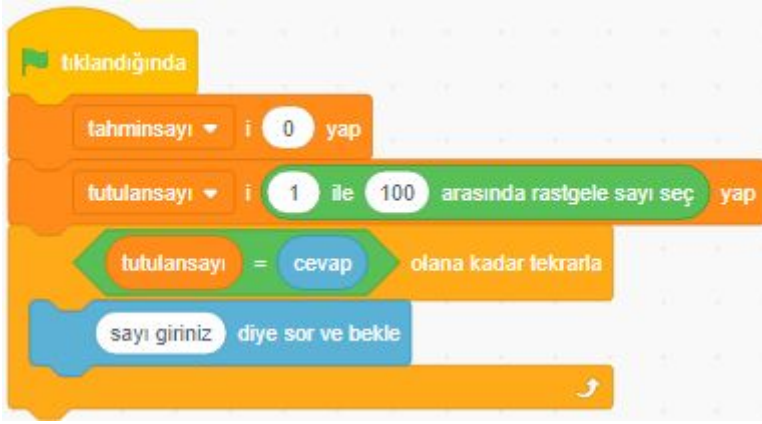 tıklandığında
tahminsayı i 0 yap
tutulansayı i 1 ile 100 arasında rastgele sayı seç yap
tutulansayı = cevap olana kadar tekrarla
sayı giriniz diye sor ve bekle